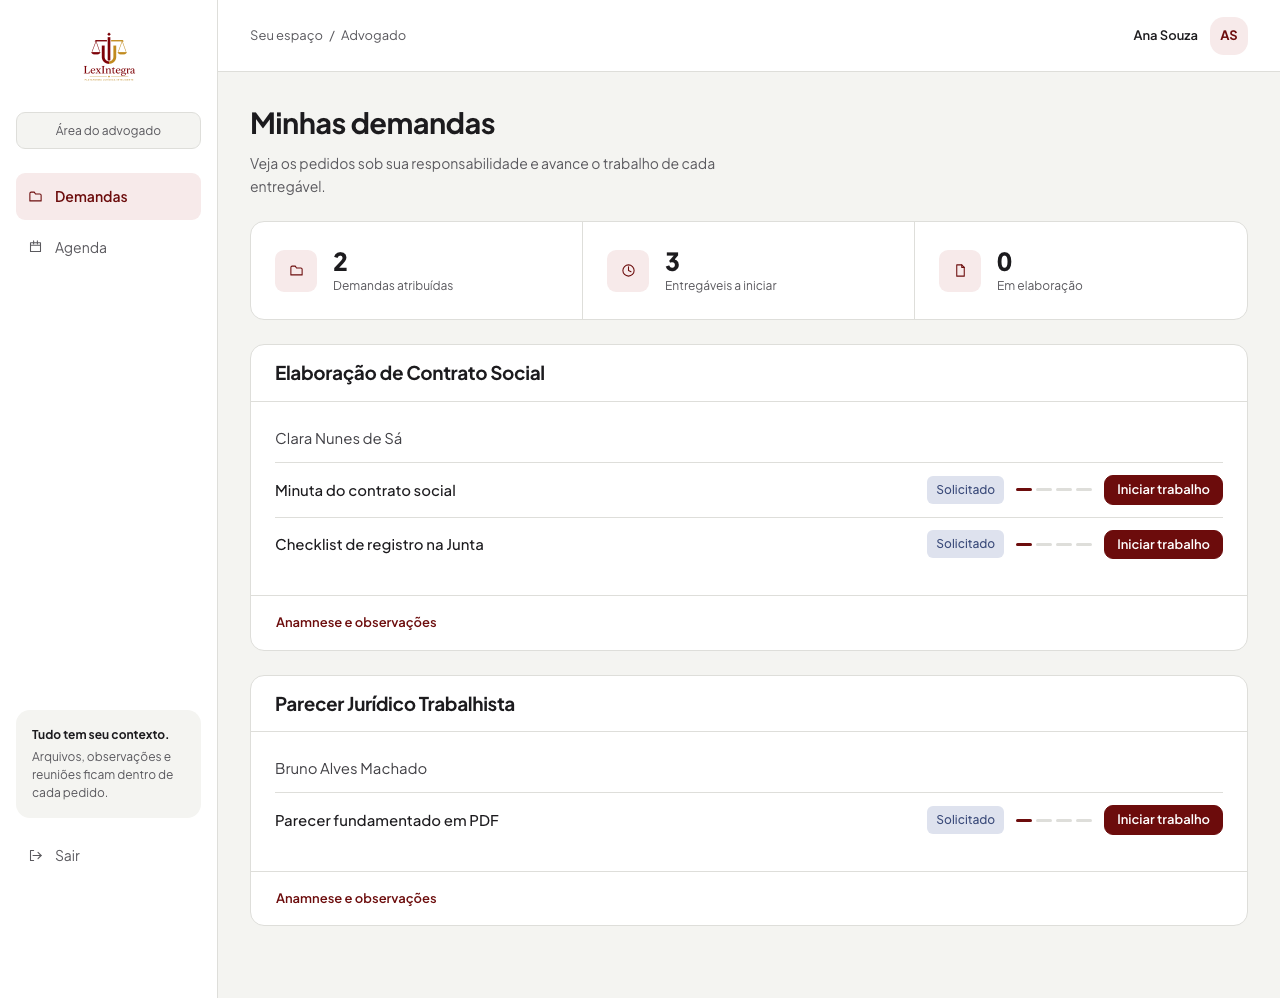 LexIntegra
Área do advogado
Demandas
Agenda
Tudo tem seu contexto.
Arquivos, observações e
reuniões ficam dentro de
cada pedido.
Sair
Seu espaço / Advogado
Ana Souza
AS
Minhas demandas
Veja os pedidos sob sua responsabilidade e avance o trabalho de cada
entregável.
2
Demandas atribuídas
3
Entregáveis a iniciar
0
Em elaboração
Elaboração de Contrato Social
Clara Nunes de Sá
Minuta do contrato social
Solicitado
Iniciar trabalho
Checklist de registro na Junta
Solicitado
Iniciar trabalho
Anamnese e observações
Parecer Jurídico Trabalhista
Bruno Alves Machado
Parecer fundamentado em PDF
Solicitado
Iniciar trabalho
Anamnese e observações